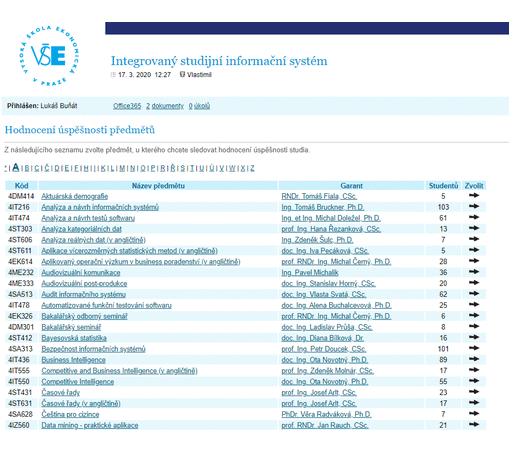 VYSOKÁ ŠKOLA EKONOMICKÁ
VŠE
V PRAZE
Integrovaný studijní informační systém
17. 3. 2020 12:27 Vlastimil
Přihlášen: Lukáš Buňát Office365 2 dokumenty 0 úkolů
Hodnocení úspěšnosti předmětů
Z následujícího seznamu zvolte předmět, u kterého chcete sledovat hodnocení úspěšnosti studia.
* | A | B | C | Č | D | E | F | H | I | K | L | M | N | O | P | R | Ř | S | T | U | Ú | V | W | X | Z
Kód Název předmětu Garant Studentů Zvolit
4DM414 Aktuárská demografie RNDr. Tomáš Fiala, CSc. 5
4IT216 Analýza a návrh informačních systémů Ing. Tomáš Bruckner, Ph.D. 103
4IT474 Analýza a návrh testů softwaru Ing. et Ing. Michal Doležel, Ph.D. 61
4ST303 Analýza kategoriálních dat prof. Ing. Hana Řezanková, CSc. 13
4ST606 Analýza reálných dat (v angličtině) Ing. Zdeněk Šulc, Ph.D. 7
4ST611 Aplikace vícerozměrných statistických metod (v angličtině) doc. Ing. Iva Pecáková, CSc. 5
4EK614 Aplikovaný operační výzkum v business poradenství (v angličtině) prof. RNDr. Ing. Michal Černý, Ph.D. 28
4ME232 Audiovizuální komunikace Ing. Pavel Michalik 36
4ME333 Audiovizuální post-produkce doc. Ing. Stanislav Horný, CSc. 20
4SA513 Audit informačního systému doc. Ing. Vlasta Svatá, CSc. 62
4IT478 Automatizované funkční testování softwaru doc. Ing. Alena Buchalcevová, Ph.D. 25
4EK326 Bakalářský odborný seminář prof. RNDr. Ing. Michal Černý, Ph.D. 6
4DM301 Bakalářský seminář doc. Ing. Ladislav Průša, CSc. 8
4ST412 Bayesovská statistika doc. Ing. Diana Bílková, Dr. 16
4SA313 Bezpečnost informačních systémů prof. Ing. Petr Doucek, CSc. 101
4IT436 Business Intelligence doc. Ing. Ota Novotný, Ph.D. 89
4IT555 Competitive and Business Intelligence (v angličtině) prof. Ing. Zdeněk Molnár, CSc. 17
4IT550 Competitive Intelligence doc. Ing. Ota Novotný, Ph.D. 55
4ST431 Časové řady prof. Ing. Josef Arlt, CSc. 23
4ST631 Časové řady (v angličtině) prof. Ing. Josef Arlt, CSc. 17
4SA628 Čeština pro cizince PhDr. Věra Radváková, Ph.D. 7
4IZ560 Data mining - praktické aplikace prof. RNDr. Jan Rauch, CSc. 21